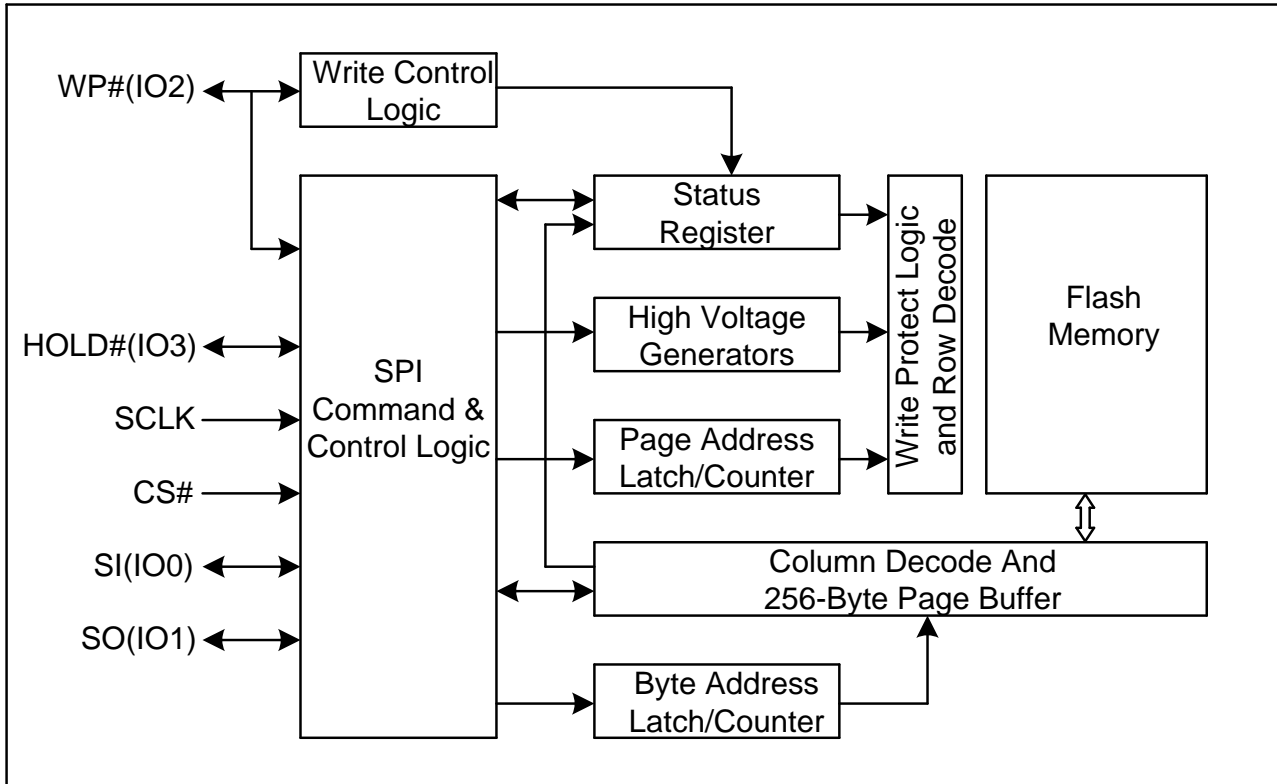 WP#(IO2)
Write Control
Logic
Status
Register
Write Protect Logic
and Row Decode
Flash
Memory
High Voltage
Generators
HOLD#(IO3)
SPI
Command &
Control Logic
SCLK
Page Address
Latch/Counter
CS#
SI(IO0)
Column Decode And
256-Byte Page Buffer
SO(IO1)
Byte Address
Latch/Counter